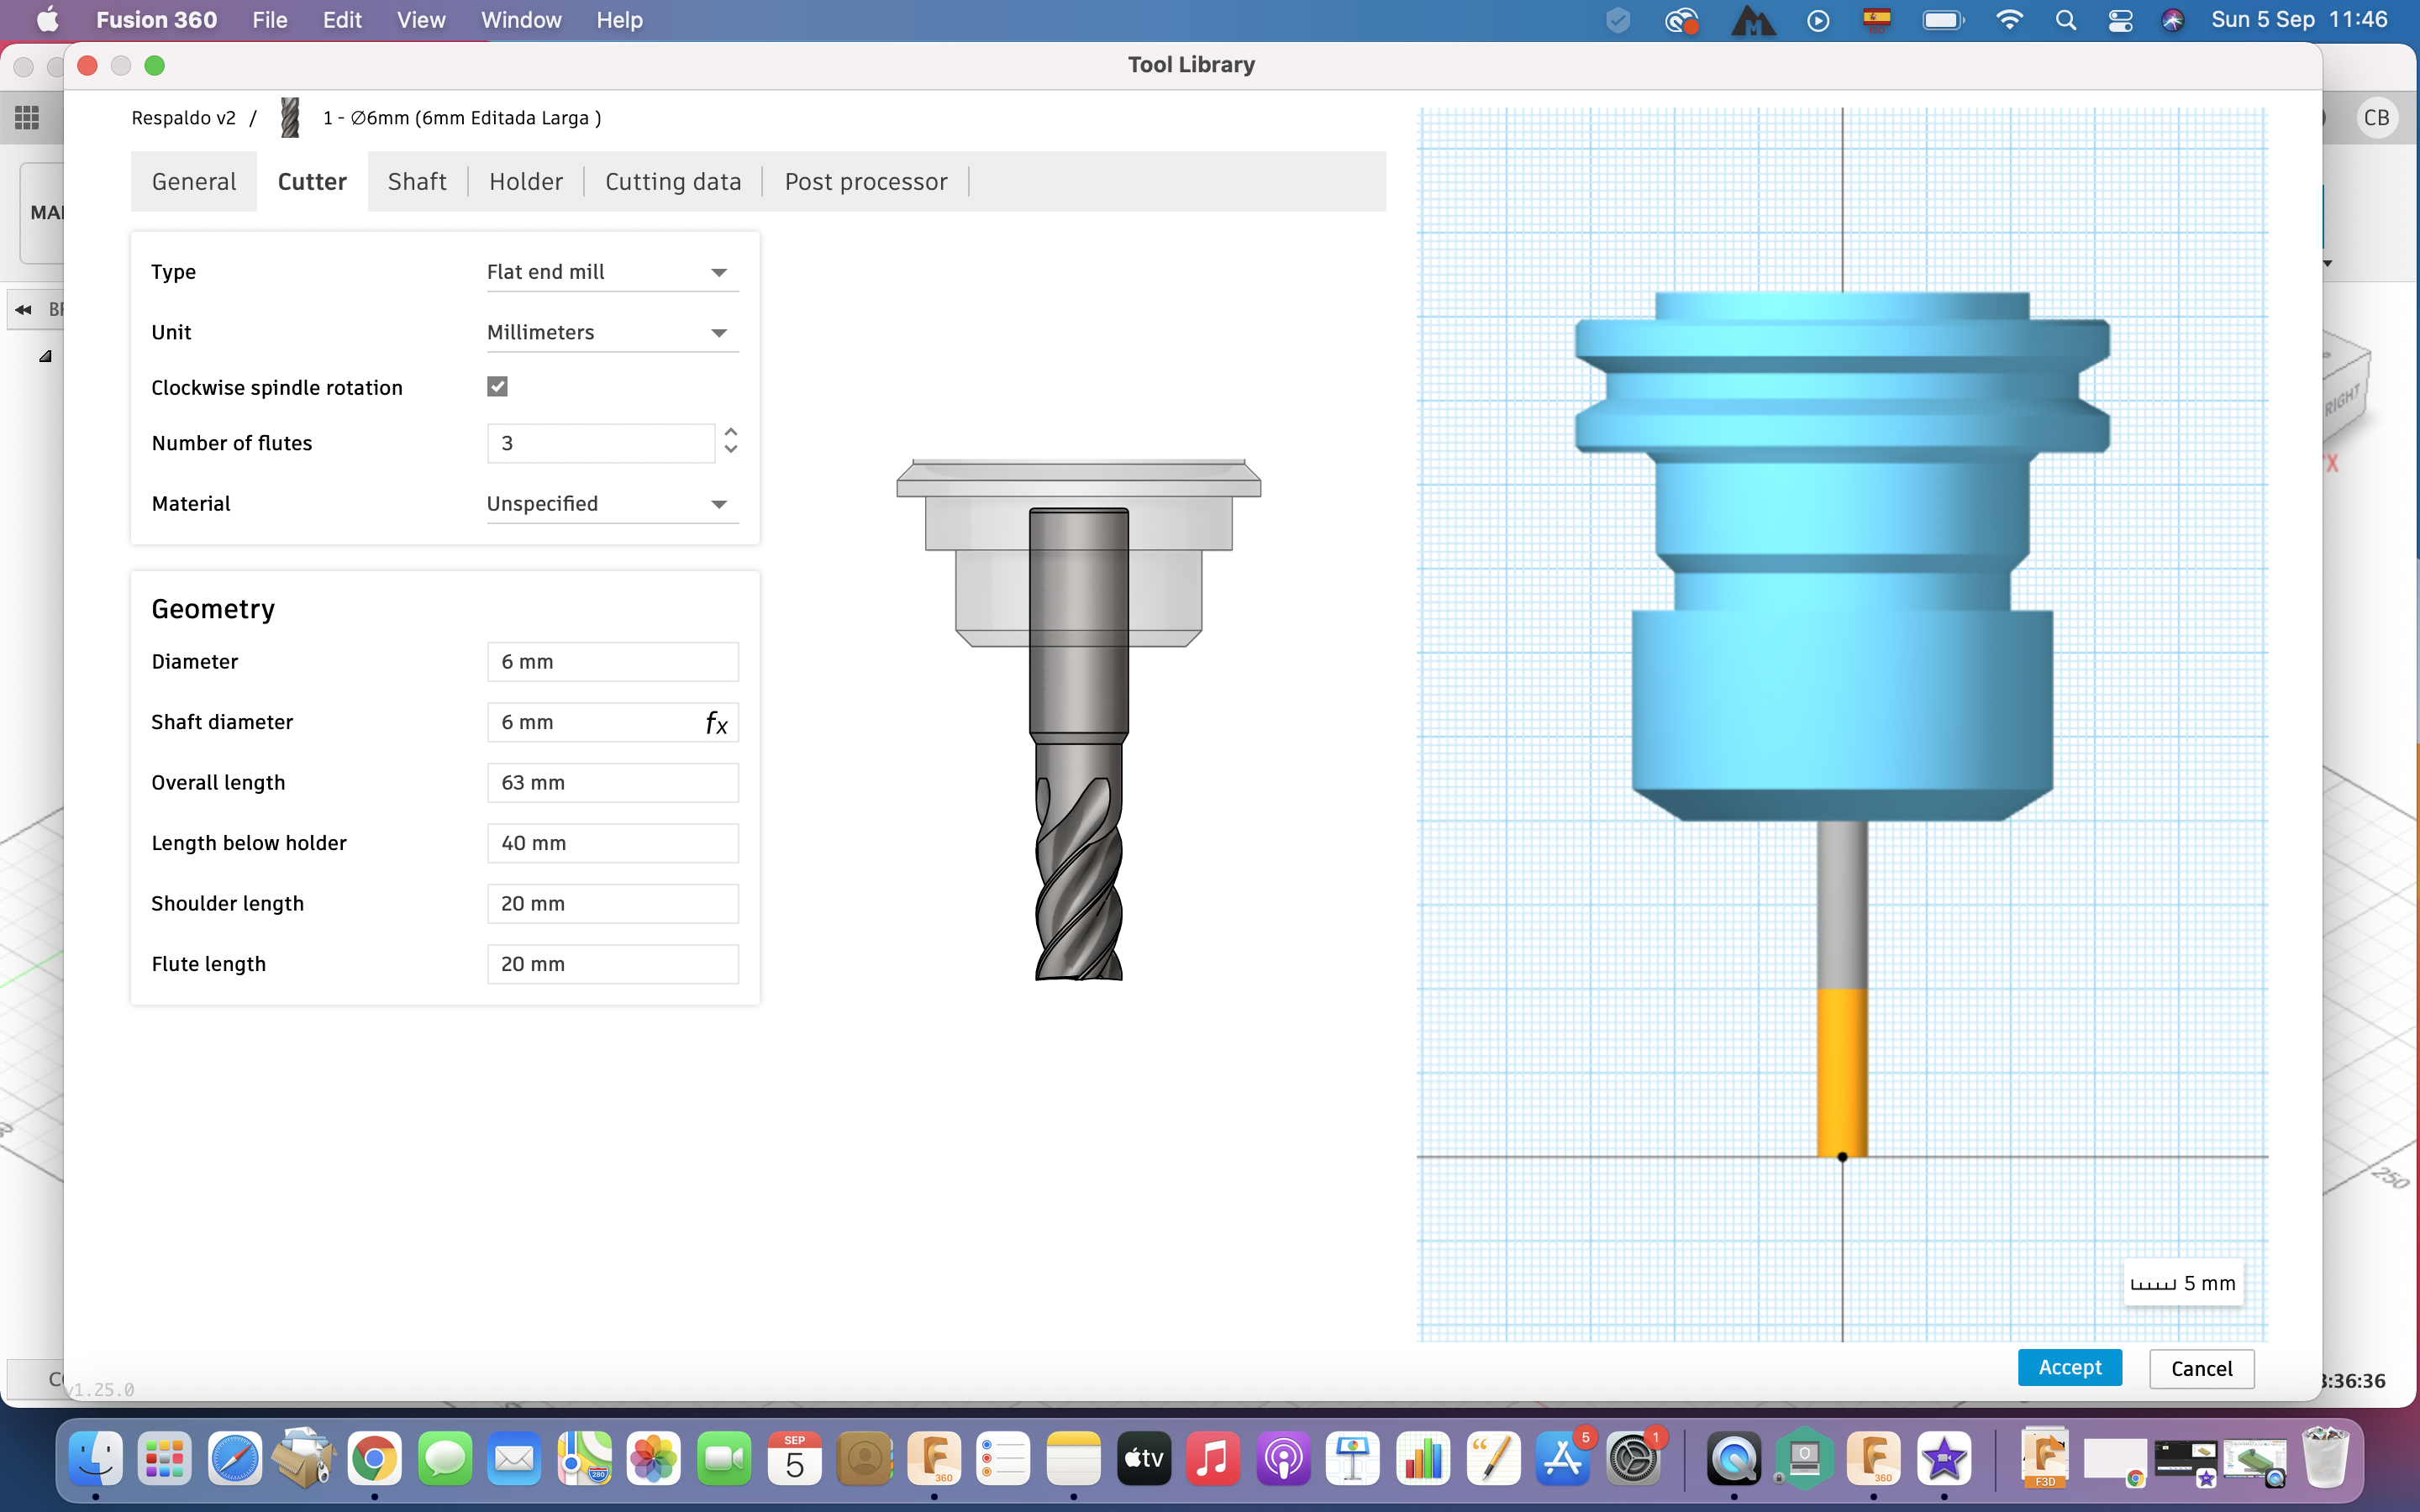 Fusion 360 File Edit View Window Help Sun 5 Sep 11:46
Tool Library
Respaldo v2 / 1 - Ø6mm (6mm Editada Larga )
CB
General Cutter Shaft Holder Cutting data Post processor
MA
Type Flat end mill
Unit Millimeters
Clockwise spindle rotation
Number of flutes 3
Material Unspecified
RIGHT
X
Geometry
Diameter 6 mm
Shaft diameter 6 mm fx
Overall length 63 mm
Length below holder 40 mm
Shoulder length 20 mm
Flute length 20 mm
250
5 mm
Accept Cancel
v1.25.0
:36:36
SEP
5
360
280
tv
5
1
360
F3D